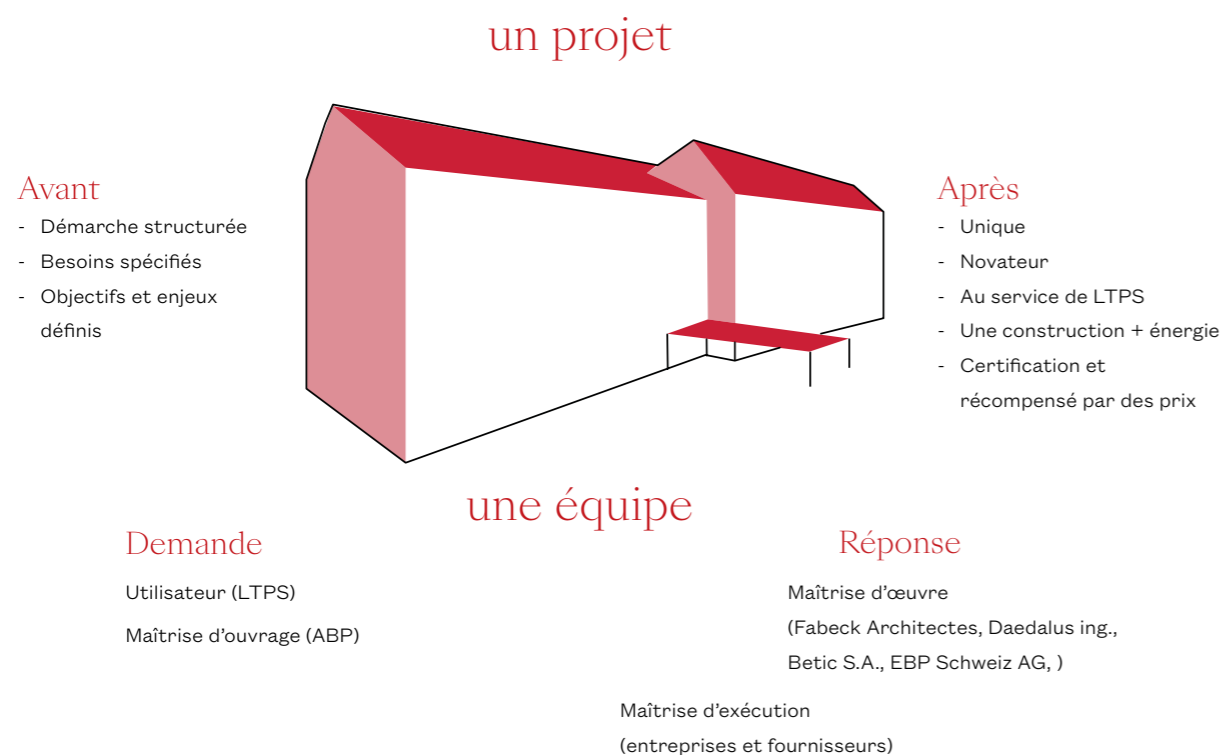 un projet
Avant
- Démarche structurée
- Besoins spécifiés
- Objectifs et enjeux
définis
Après
- Unique
- Novateur
- Au service de LTPS
- Une construction + énergie
- Certification et
récompensé par des prix
une équipe
Demande
Utilisateur (LTPS)
Maîtrise d'ouvrage (ABP)
Réponse
Maîtrise d'œuvre
(Fabeck Architectes, Daedalus ing.,
Betic S.A., EBP Schweiz AG, )
Maîtrise d'exécution
(entreprises et fournisseurs)